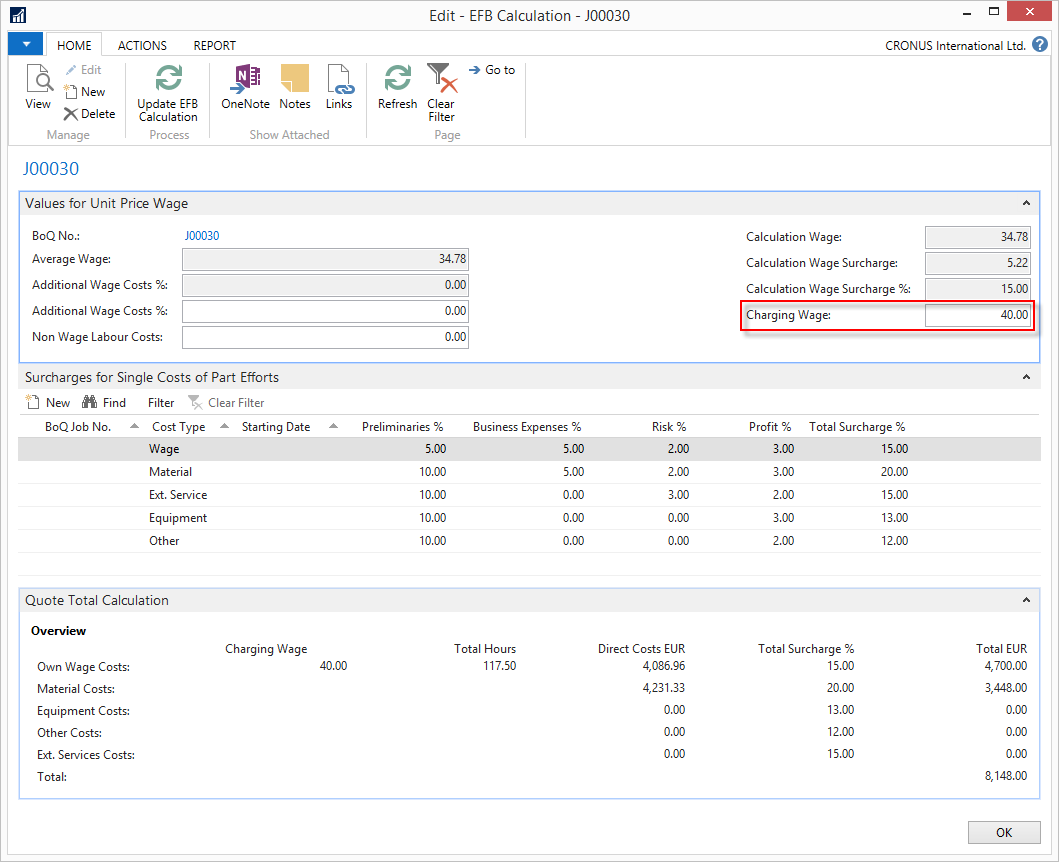 Edit - EFB Calculation - J00030
HOME ACTIONS REPORT CRONUS International Ltd. ?
View Edit New Delete Update EFB Calculation OneNote Notes Links Refresh Clear Filter Go to
Manage Process Show Attached Page
J00030
Values for Unit Price Wage
BoQ No.: J00030
Average Wage: 34.78
Additional Wage Costs %: 0.00
Additional Wage Costs %: 0.00
Non Wage Labour Costs: 0.00
Calculation Wage: 34.78
Calculation Wage Surcharge: 5.22
Calculation Wage Surcharge %: 15.00
Charging Wage: 40.00
Surcharges for Single Costs of Part Efforts
New Find Filter Clear Filter
BoQ Job No. Cost Type Starting Date Preliminaries % Business Expenses % Risk % Profit % Total Surcharge %
Wage 5.00 5.00 2.00 3.00 15.00
Material 10.00 5.00 2.00 3.00 20.00
Ext. Service 10.00 0.00 3.00 2.00 15.00
Equipment 10.00 0.00 0.00 3.00 13.00
Other 10.00 0.00 0.00 2.00 12.00
Quote Total Calculation
Overview
Charging Wage Total Hours Direct Costs EUR Total Surcharge % Total EUR
Own Wage Costs: 40.00 117.50 4,086.96 15.00 4,700.00
Material Costs: 4,231.33 20.00 3,448.00
Equipment Costs: 0.00 13.00 0.00
Other Costs: 0.00 12.00 0.00
Ext. Services Costs: 0.00 15.00 0.00
Total: 8,148.00
OK